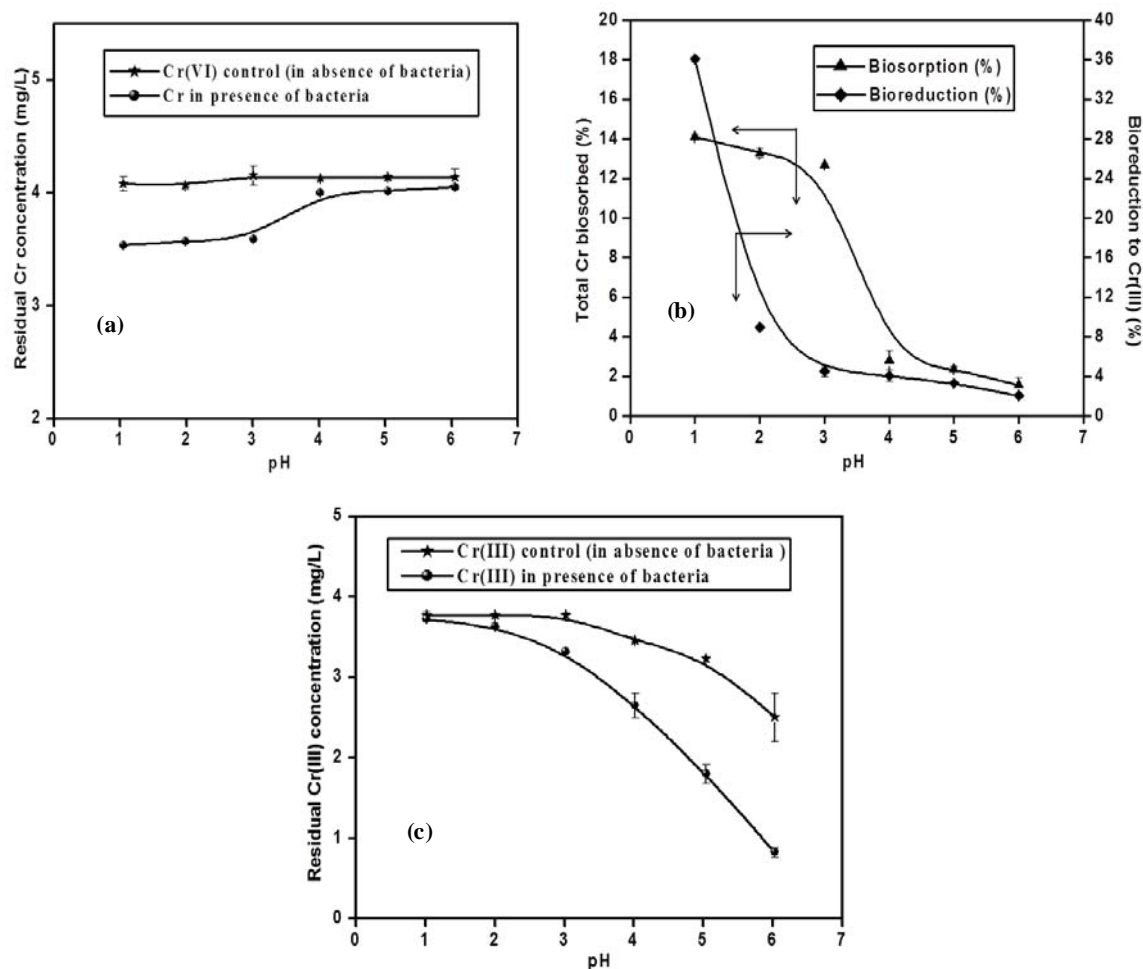 Cr(VI) control (in absence of bacteria)
Cr in presence of bacteria
Residual Cr concentration (mg/L)
5
4
3
2
(a)
0 1 2 3 4 5 6 7
pH
Biosorption (%)
Bioreduction (%)
Total Cr biosorbed (%)
20
18
16
14
12
10
8
6
4
2
0
(b)
40
36
32
28
24
20
16
12
8
4
0
Bioreduction to Cr(III) (%)
0 1 2 3 4 5 6 7
pH
Cr(III) control (in absence of bacteria )
Cr(III) in presence of bacteria
Residual Cr(III) concentration (mg/L)
5
4
3
2
1
0
(c)
0 1 2 3 4 5 6 7
pH